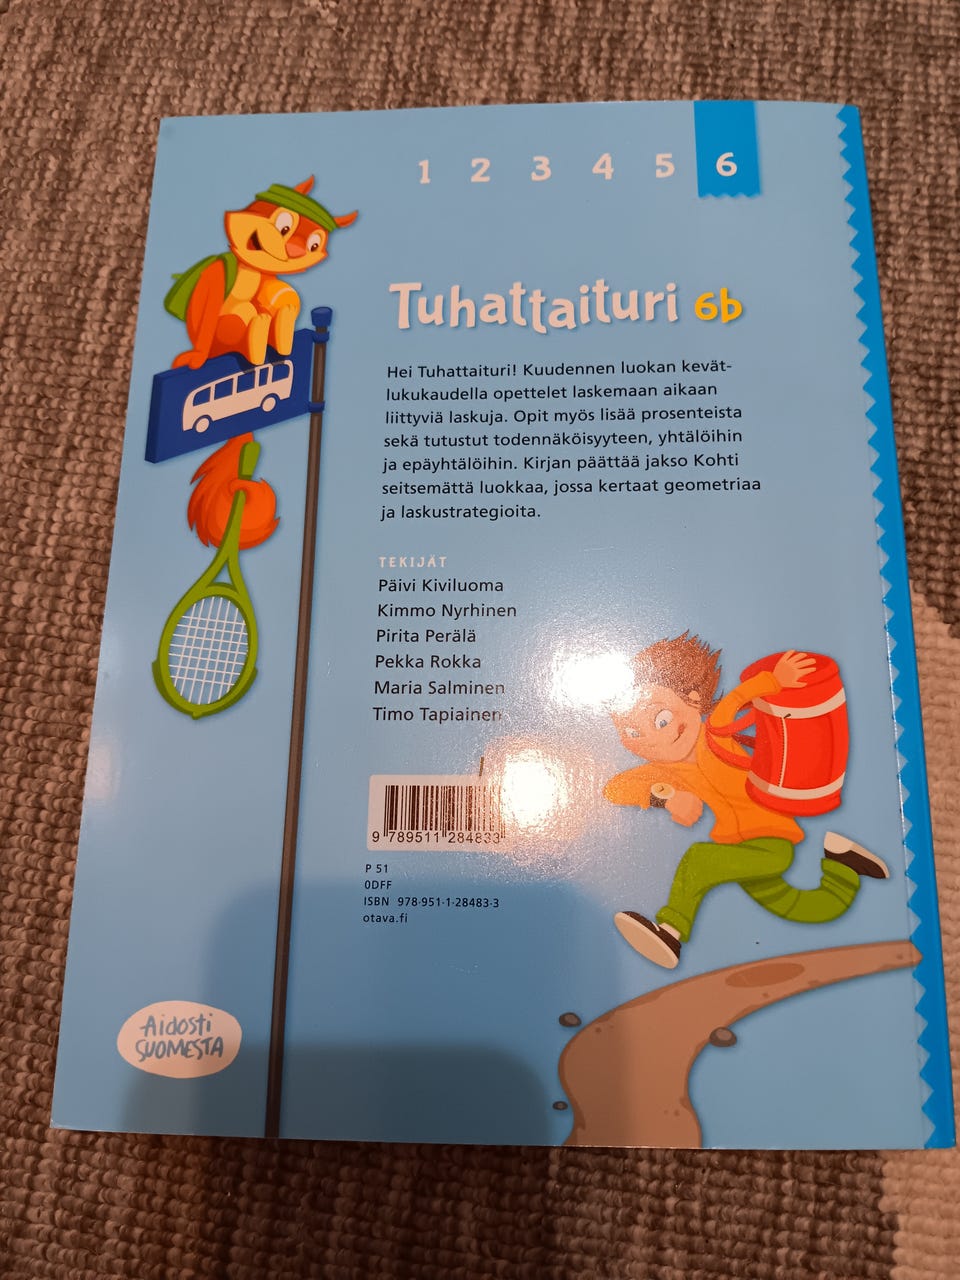 1 2 3 4 5 6
Tuhattaituri 6b
Hei Tuhattaituri! Kuudennen luokan kevät-
lukukaudella opettelet laskemaan aikaan
liittyviä laskuja. Opit myös lisää prosenteista
sekä tutustut todennäköisyyteen, yhtälöihin
ja epäyhtälöihin. Kirjan päättää jakso Kohti
seitsemättä luokkaa, jossa kertaat geometriaa
ja laskustrategioita.
TEKIJÄT
Päivi Kiviluoma
Kimmo Nyrhinen
Pirita Perälä
Pekka Rokka
Maria Salminen
Timo Tapiainen
9 789511 284833
P 51
0DFF
ISBN 978-951-1-28483-3
otava.fi
Aidosti
SUOMESTA